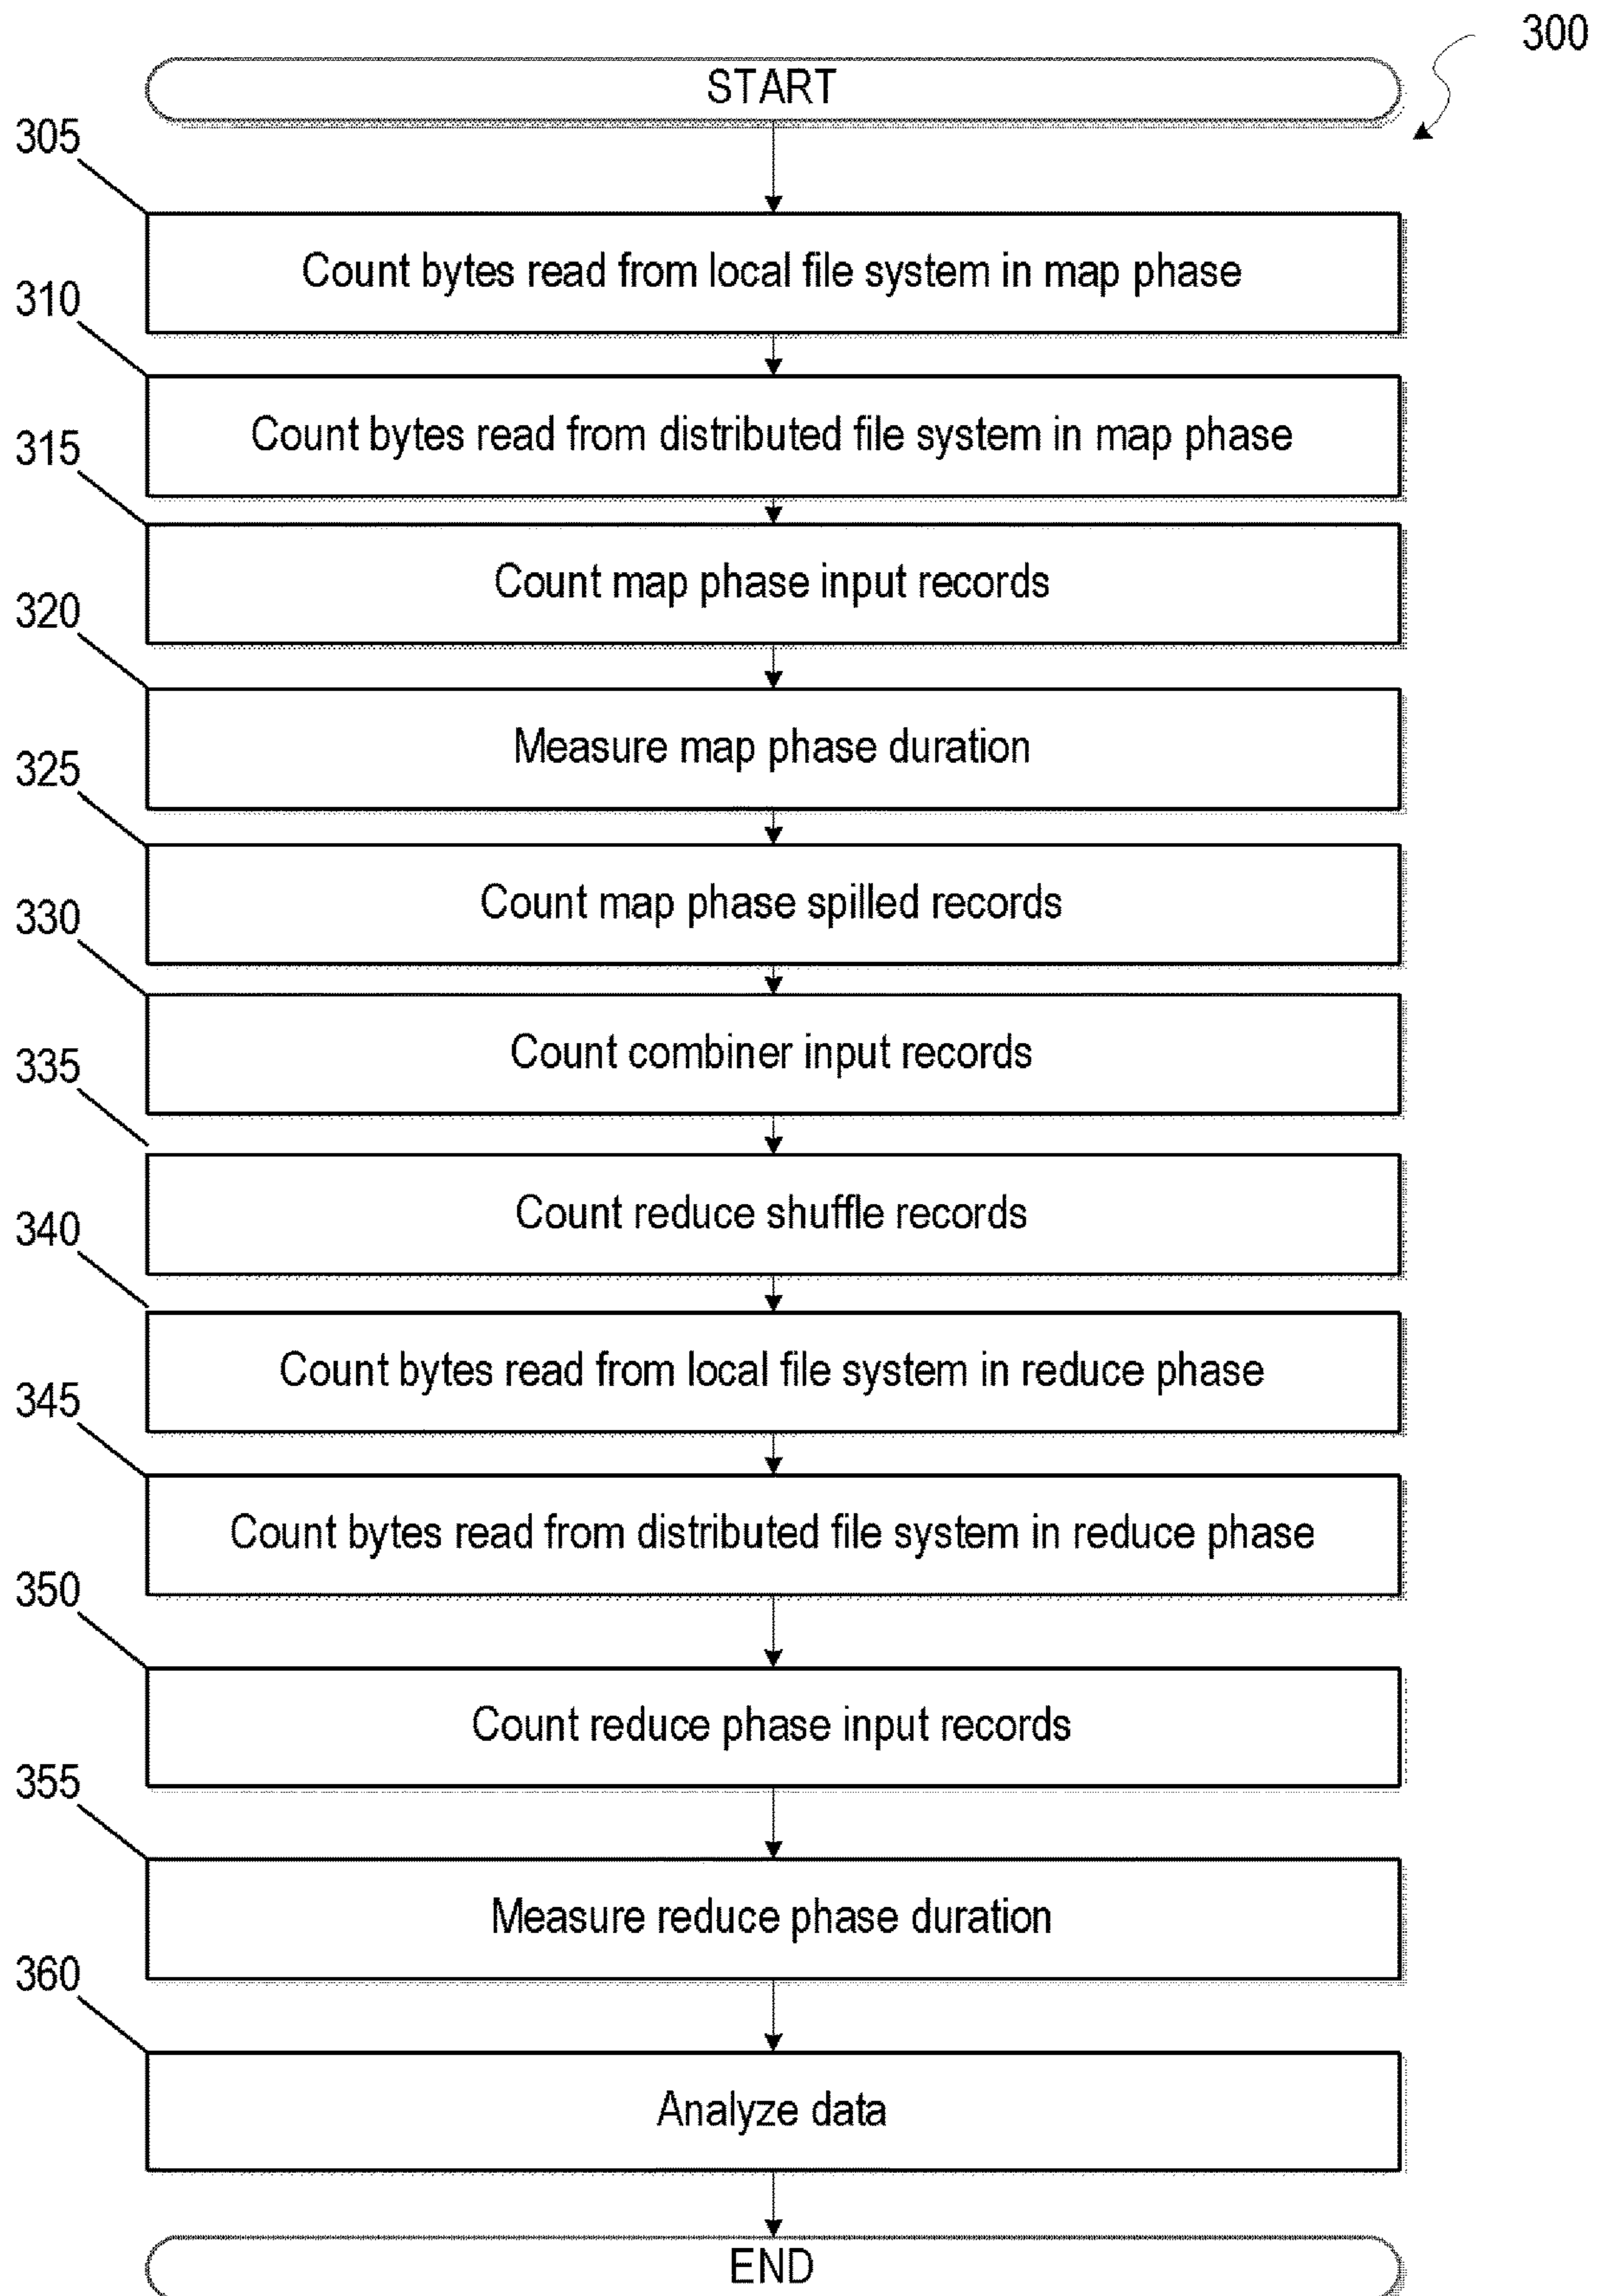 300
START
305
Count bytes read from local file system in map phase
310
Count bytes read from distributed file system in map phase
315
Count map phase input records
320
Measure map phase duration
325
Count map phase spilled records
330
Count combiner input records
335
Count reduce shuffle records
340
Count bytes read from local file system in reduce phase
345
Count bytes read from distributed file system in reduce phase
350
Count reduce phase input records
355
Measure reduce phase duration
360
Analyze data
END